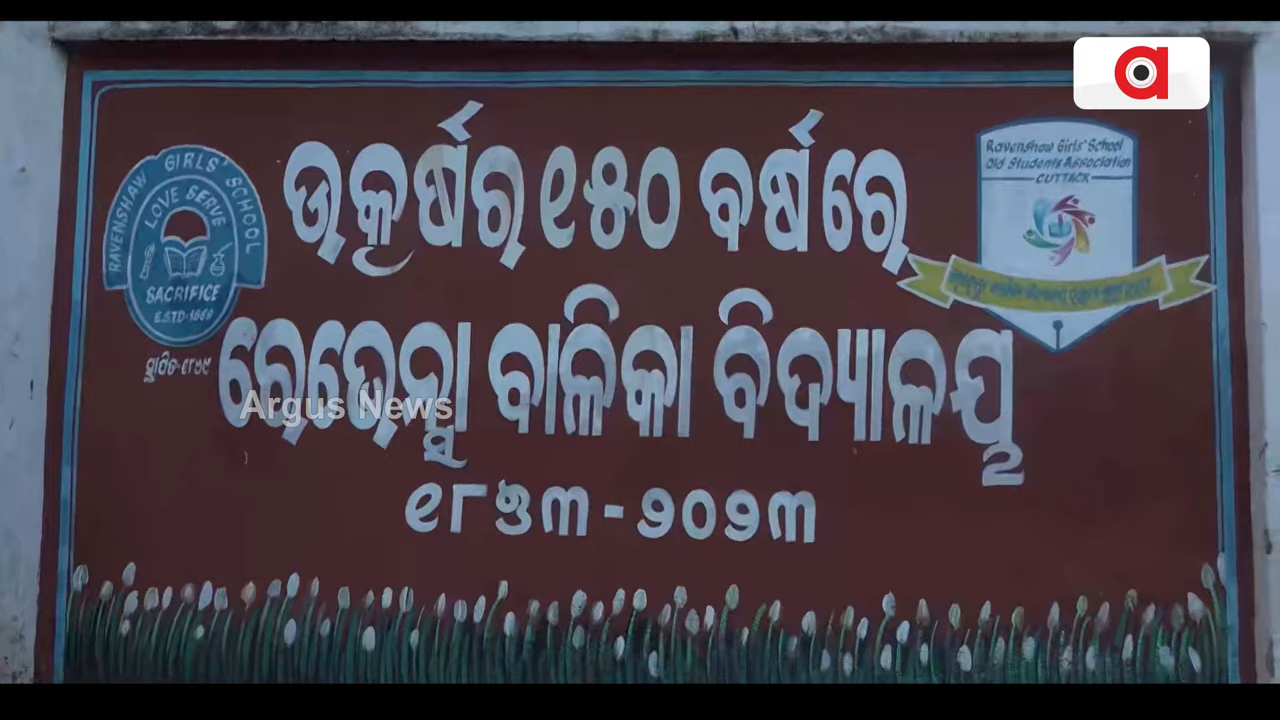 ଉତ୍କର୍ଷର ୧୫୦ ବର୍ଷରେ
RAVENSHAW GIRLS' SCHOOL
LOVE SERVE
SACRIFICE
ESTD-1869
ସ୍ଥାପିତ-୧୮୬୯
Ravenshaw Girls' School
Old Students Association
CUTTACK
ରେଭେନ୍ସା ବାଳିକା ବିଦ୍ୟାଳୟ
Argus News
୧୮୭୩-୨୦୨୩